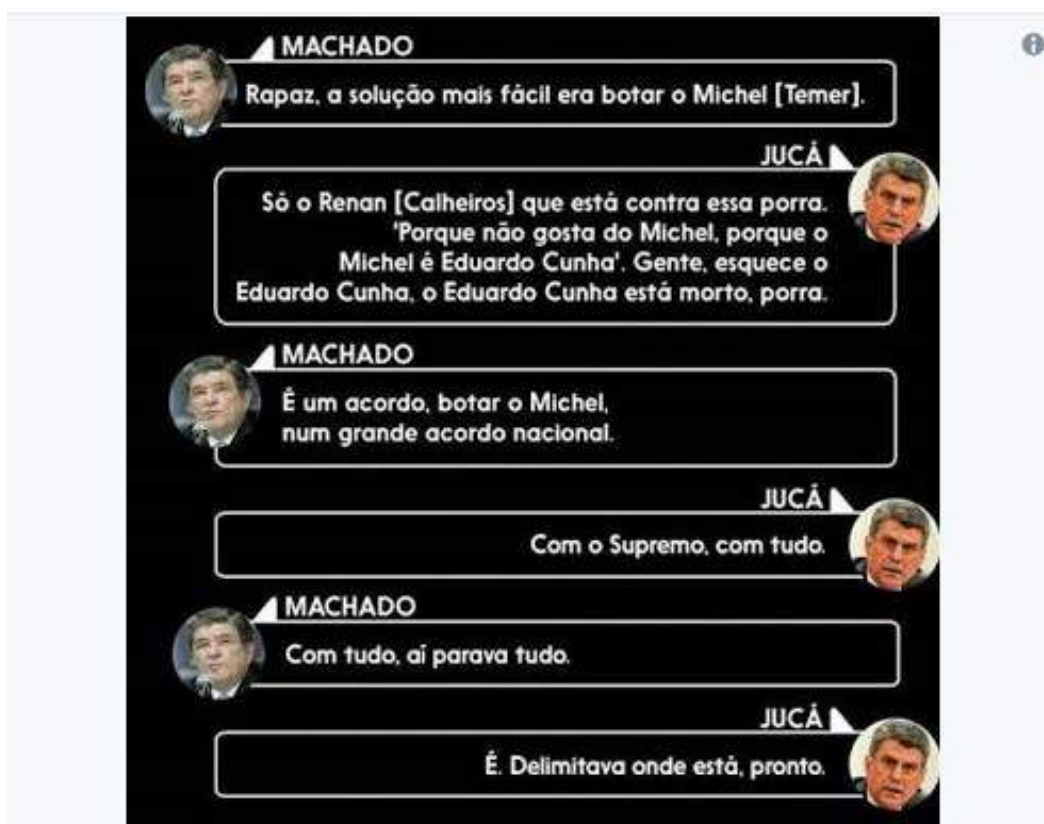 MACHADO
Rapaz, a solução mais fácil era botar o Michel [Temer].
JUCÁ
Só o Renan [Calheiros] que está contra essa porra.
'Porque não gosta do Michel, porque o
Michel é Eduardo Cunha'. Gente, esquece o
Eduardo Cunha, o Eduardo Cunha está morto, porra.
MACHADO
É um acordo, botar o Michel,
num grande acordo nacional.
JUCÁ
Com o Supremo, com tudo.
MACHADO
Com tudo, aí parava tudo.
JUCÁ
É. Delimitava onde está, pronto.